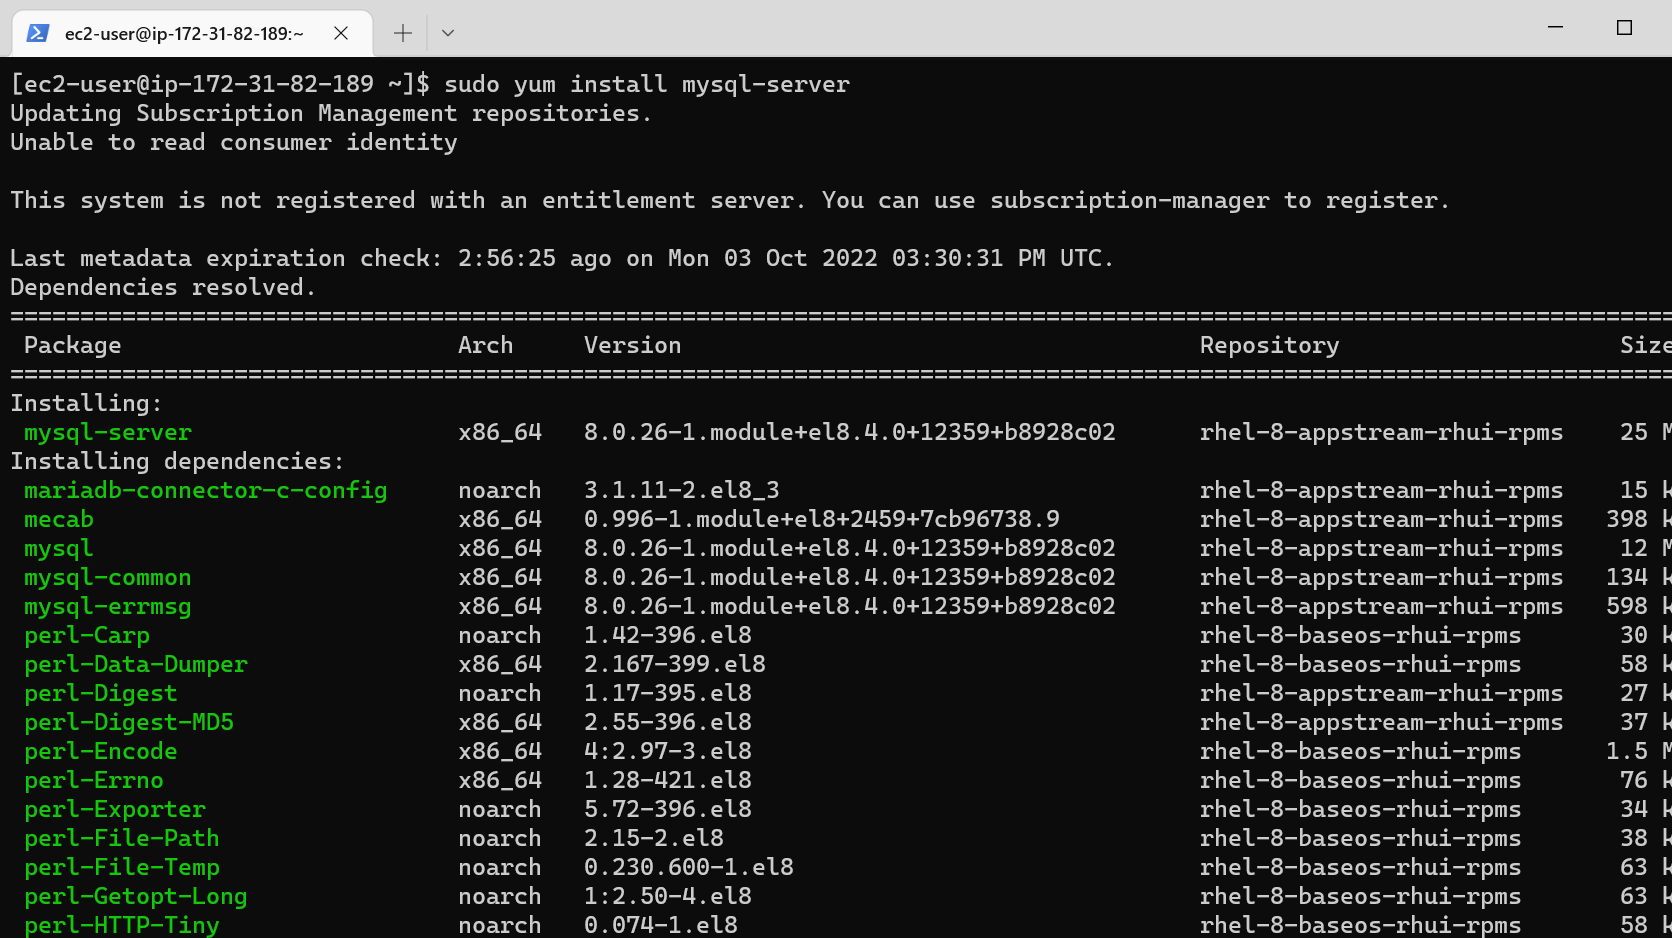 ec2-user@ip-172-31-82-189:~
[ec2-user@ip-172-31-82-189 ~]$ sudo yum install mysql-server
Updating Subscription Management repositories.
Unable to read consumer identity
This system is not registered with an entitlement server. You can use subscription-manager to register.
Last metadata expiration check: 2:56:25 ago on Mon 03 Oct 2022 03:30:31 PM UTC.
Dependencies resolved.
Package Arch Version Repository Size
Installing:
mysql-server x86_64 8.0.26-1.module+el8.4.0+12359+b8928c02 rhel-8-appstream-rhui-rpms 25 M
Installing dependencies:
mariadb-connector-c-config noarch 3.1.11-2.el8_3 rhel-8-appstream-rhui-rpms 15 k
mecab x86_64 0.996-1.module+el8+2459+7cb96738.9 rhel-8-appstream-rhui-rpms 398 k
mysql x86_64 8.0.26-1.module+el8.4.0+12359+b8928c02 rhel-8-appstream-rhui-rpms 12 M
mysql-common x86_64 8.0.26-1.module+el8.4.0+12359+b8928c02 rhel-8-appstream-rhui-rpms 134 k
mysql-errmsg x86_64 8.0.26-1.module+el8.4.0+12359+b8928c02 rhel-8-appstream-rhui-rpms 598 k
perl-Carp noarch 1.42-396.el8 rhel-8-baseos-rhui-rpms 30 k
perl-Data-Dumper x86_64 2.167-399.el8 rhel-8-baseos-rhui-rpms 58 k
perl-Digest noarch 1.17-395.el8 rhel-8-appstream-rhui-rpms 27 k
perl-Digest-MD5 x86_64 2.55-396.el8 rhel-8-appstream-rhui-rpms 37 k
perl-Encode x86_64 4:2.97-3.el8 rhel-8-baseos-rhui-rpms 1.5 M
perl-Errno x86_64 1.28-421.el8 rhel-8-baseos-rhui-rpms 76 k
perl-Exporter noarch 5.72-396.el8 rhel-8-baseos-rhui-rpms 34 k
perl-File-Path noarch 2.15-2.el8 rhel-8-baseos-rhui-rpms 38 k
perl-File-Temp noarch 0.230.600-1.el8 rhel-8-baseos-rhui-rpms 63 k
perl-Getopt-Long noarch 1:2.50-4.el8 rhel-8-baseos-rhui-rpms 63 k
perl-HTTP-Tiny noarch 0.074-1.el8 rhel-8-baseos-rhui-rpms 58 k